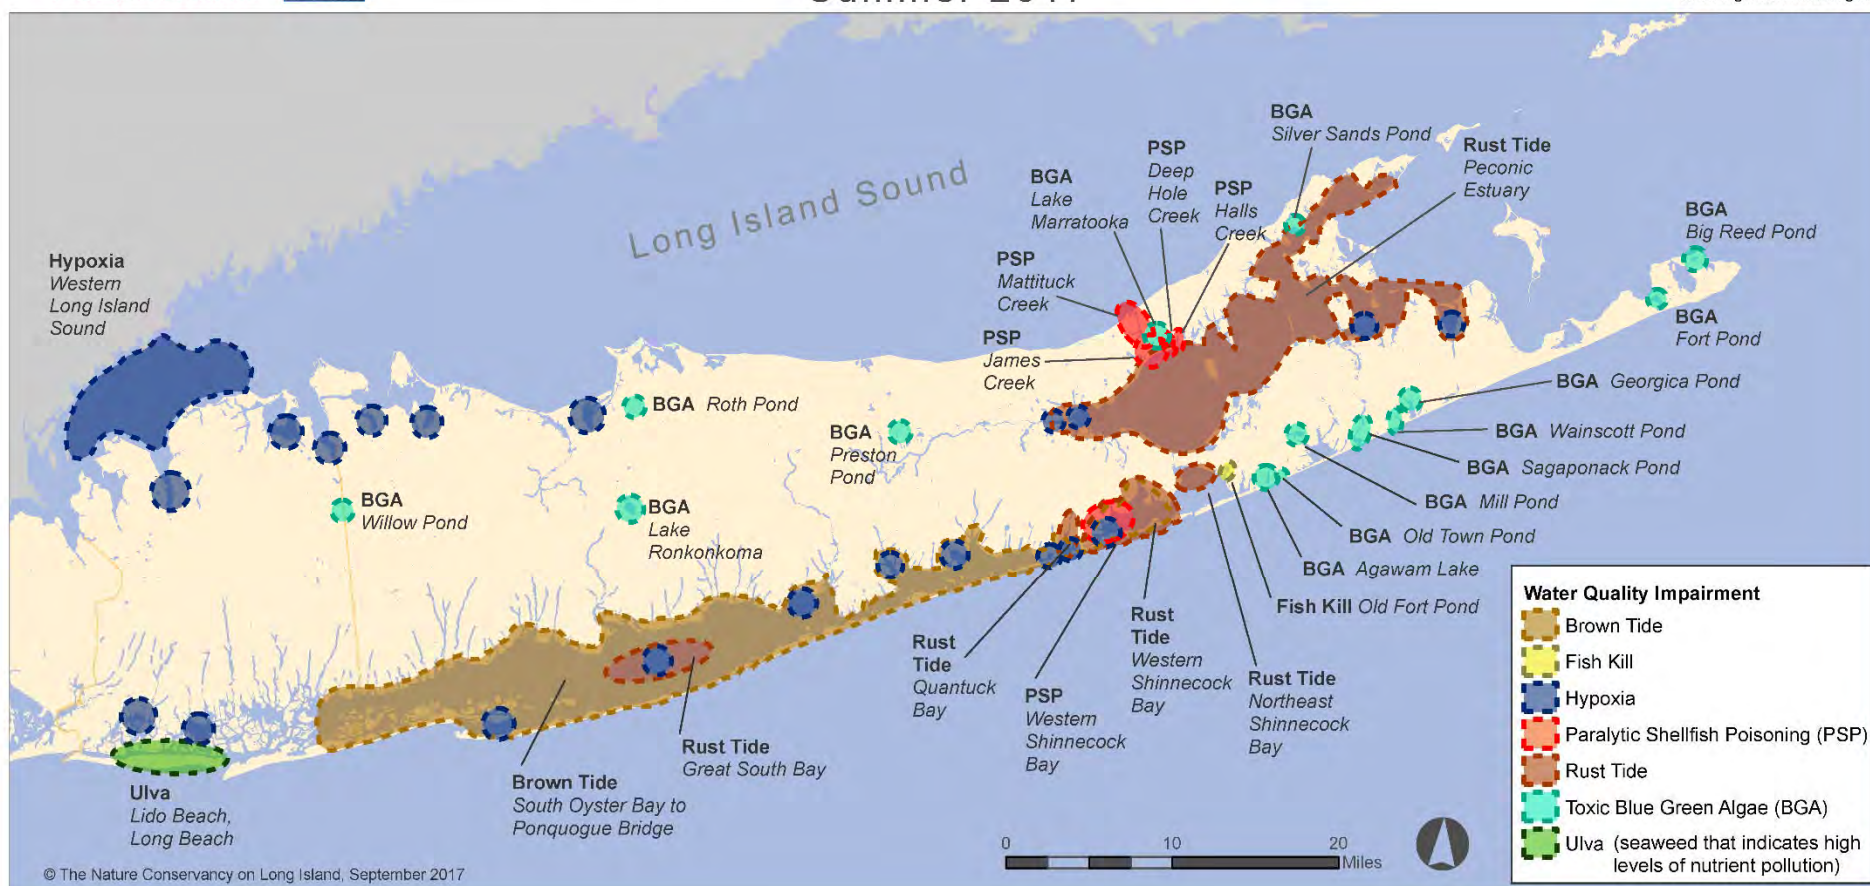 Summer 2017
Long Island Sound
Hypoxia
Western
Long Island
Sound
BGA
Silver Sands Pond
Rust Tide
Peconic
Estuary
PSP
Deep
Hole
Creek
BGA
Lake
Marratooka
PSP
Halls
Creek
PSP
Mattituck
Creek
PSP
James
Creek
BGA
Big Reed Pond
BGA
Fort Pond
BGA Georgica Pond
BGA Wainscott Pond
BGA Sagaponack Pond
BGA Mill Pond
BGA Old Town Pond
BGA Agawam Lake
Fish Kill Old Fort Pond
BGA Roth Pond
BGA
Preston
Pond
BGA
Willow Pond
BGA
Lake
Ronkonkoma
Rust
Tide
Quantuck
Bay
PSP
Western
Shinnecock
Bay
Rust
Tide
Western
Shinnecock
Bay
Rust Tide
Northeast
Shinnecock
Bay
Rust Tide
Great South Bay
Brown Tide
South Oyster Bay to
Ponquogue Bridge
Ulva
Lido Beach,
Long Beach
Water Quality Impairment
Brown Tide
Fish Kill
Hypoxia
Paralytic Shellfish Poisoning (PSP)
Rust Tide
Toxic Blue Green Algae (BGA)
Ulva (seaweed that indicates high
levels of nutrient pollution)
0 10 20
Miles
© The Nature Conservancy on Long Island, September 2017